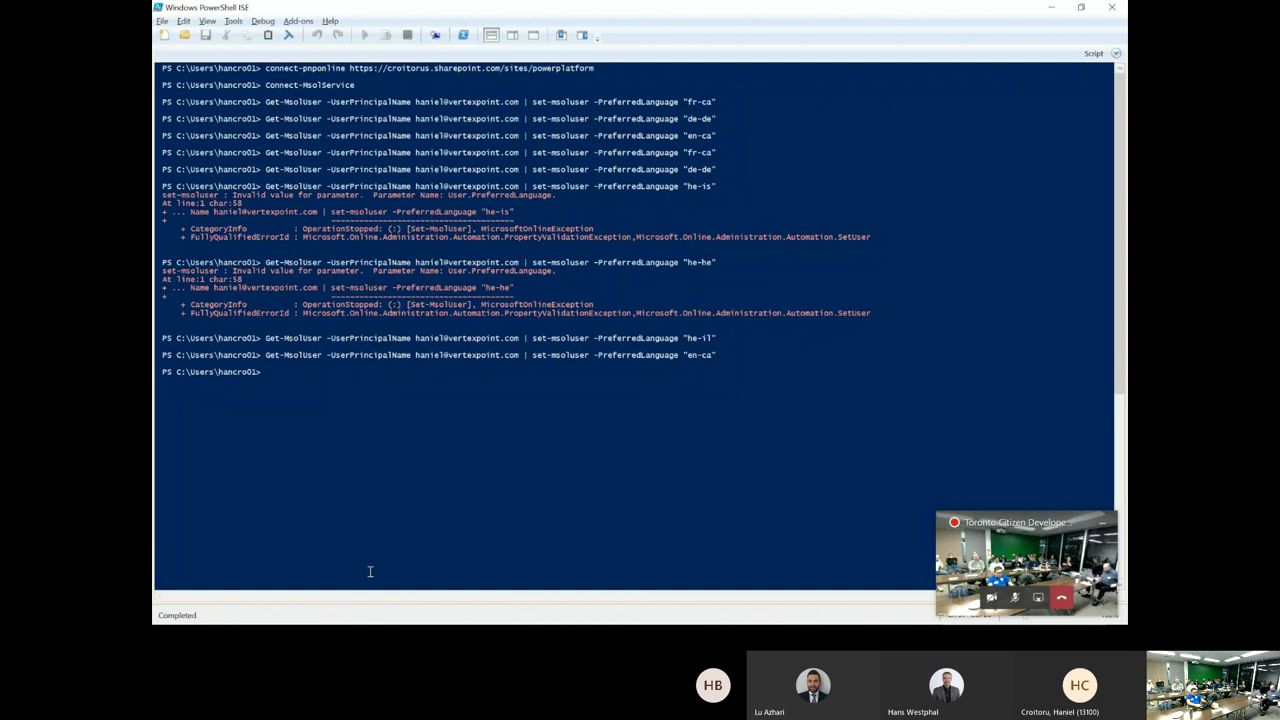 Windows PowerShell ISE
File Edit View Tools Debug Add-ons Help
Script
PS C:\Users\hancro01> connect-pnponline https://croitorus.sharepoint.com/sites/powerplatform
PS C:\Users\hancro01> Connect-MsolService
PS C:\Users\hancro01> Get-MsolUser -UserPrincipalName haniel@vertexpoint.com | set-msoluser -PreferredLanguage "fr-ca"
PS C:\Users\hancro01> Get-MsolUser -UserPrincipalName haniel@vertexpoint.com | set-msoluser -PreferredLanguage "de-de"
PS C:\Users\hancro01> Get-MsolUser -UserPrincipalName haniel@vertexpoint.com | set-msoluser -PreferredLanguage "en-ca"
PS C:\Users\hancro01> Get-MsolUser -UserPrincipalName haniel@vertexpoint.com | set-msoluser -PreferredLanguage "fr-ca"
PS C:\Users\hancro01> Get-MsolUser -UserPrincipalName haniel@vertexpoint.com | set-msoluser -PreferredLanguage "de-de"
PS C:\Users\hancro01> Get-MsolUser -UserPrincipalName haniel@vertexpoint.com | set-msoluser -PreferredLanguage "he-is"
set-msoluser : Invalid value for parameter.  Parameter Name: User.PreferredLanguage.
At line:1 char:58
+ ... Name haniel@vertexpoint.com | set-msoluser -PreferredLanguage "he-is"
+ ~~~~~~~~~~~~~~~~~~~~~~~~~~~~~~~~~~~~~~~
+ CategoryInfo : OperationStopped: (:) [Set-MsolUser], MicrosoftOnlineException
+ FullyQualifiedErrorId : Microsoft.Online.Administration.Automation.PropertyValidationException,Microsoft.Online.Administration.Automation.SetUser
PS C:\Users\hancro01> Get-MsolUser -UserPrincipalName haniel@vertexpoint.com | set-msoluser -PreferredLanguage "he-he"
set-msoluser : Invalid value for parameter.  Parameter Name: User.PreferredLanguage.
At line:1 char:58
+ ... Name haniel@vertexpoint.com | set-msoluser -PreferredLanguage "he-he"
+ ~~~~~~~~~~~~~~~~~~~~~~~~~~~~~~~~~~~~~~~
+ CategoryInfo : OperationStopped: (:) [Set-MsolUser], MicrosoftOnlineException
+ FullyQualifiedErrorId : Microsoft.Online.Administration.Automation.PropertyValidationException,Microsoft.Online.Administration.Automation.SetUser
PS C:\Users\hancro01> Get-MsolUser -UserPrincipalName haniel@vertexpoint.com | set-msoluser -PreferredLanguage "he-il"
PS C:\Users\hancro01> Get-MsolUser -UserPrincipalName haniel@vertexpoint.com | set-msoluser -PreferredLanguage "en-ca"
PS C:\Users\hancro01>
Toronto Citizen Develope...
Completed
HB
HC
Lu Azhari
Hans Westphal
Croitoru, Haniel (13100)